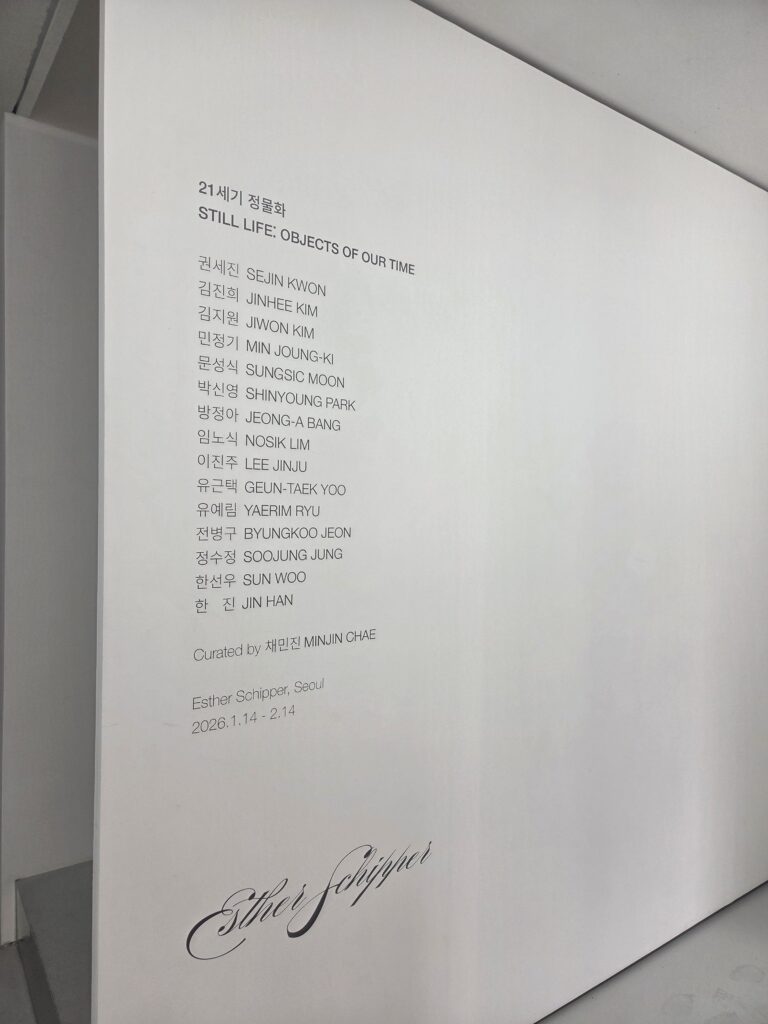 21세기 정물화
STILL LIFE: OBJECTS OF OUR TIME
권세진 SEJIN KWON
김진희 JINHEE KIM
김지원 JIWON KIM
민정기 MIN JOUNG-KI
문성식 SUNGSIC MOON
박신영 SHINYOUNG PARK
방정아 JEONG-A BANG
임노식 NOSIK LIM
이진주 LEE JINJU
유근택 GEUN-TAEK YOO
유예림 YAERIM RYU
전병구 BYUNGKOO JEON
정수정 SOOJUNG JUNG
한선우 SUN WOO
한 진 JIN HAN
Curated by 채민진 MINJIN CHAE
Esther Schipper, Seoul
2026.1.14 - 2.14
Esther Schipper